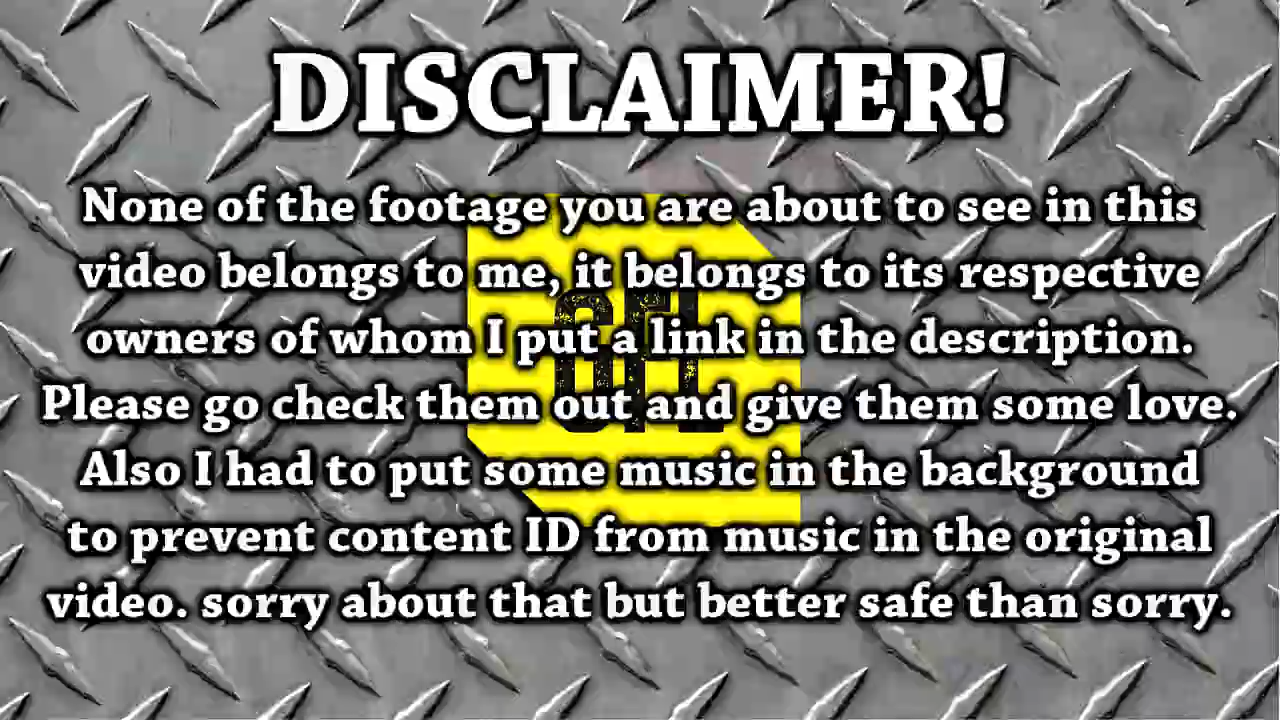 DISCLAIMER!
None of the footage you are about to see in this
video belongs to me, it belongs to its respective
owners of whom I put a link in the description.
Please go check them out and give them some love.
Also I had to put some music in the background
to prevent content ID from music in the original
video. sorry about that but better safe than sorry.